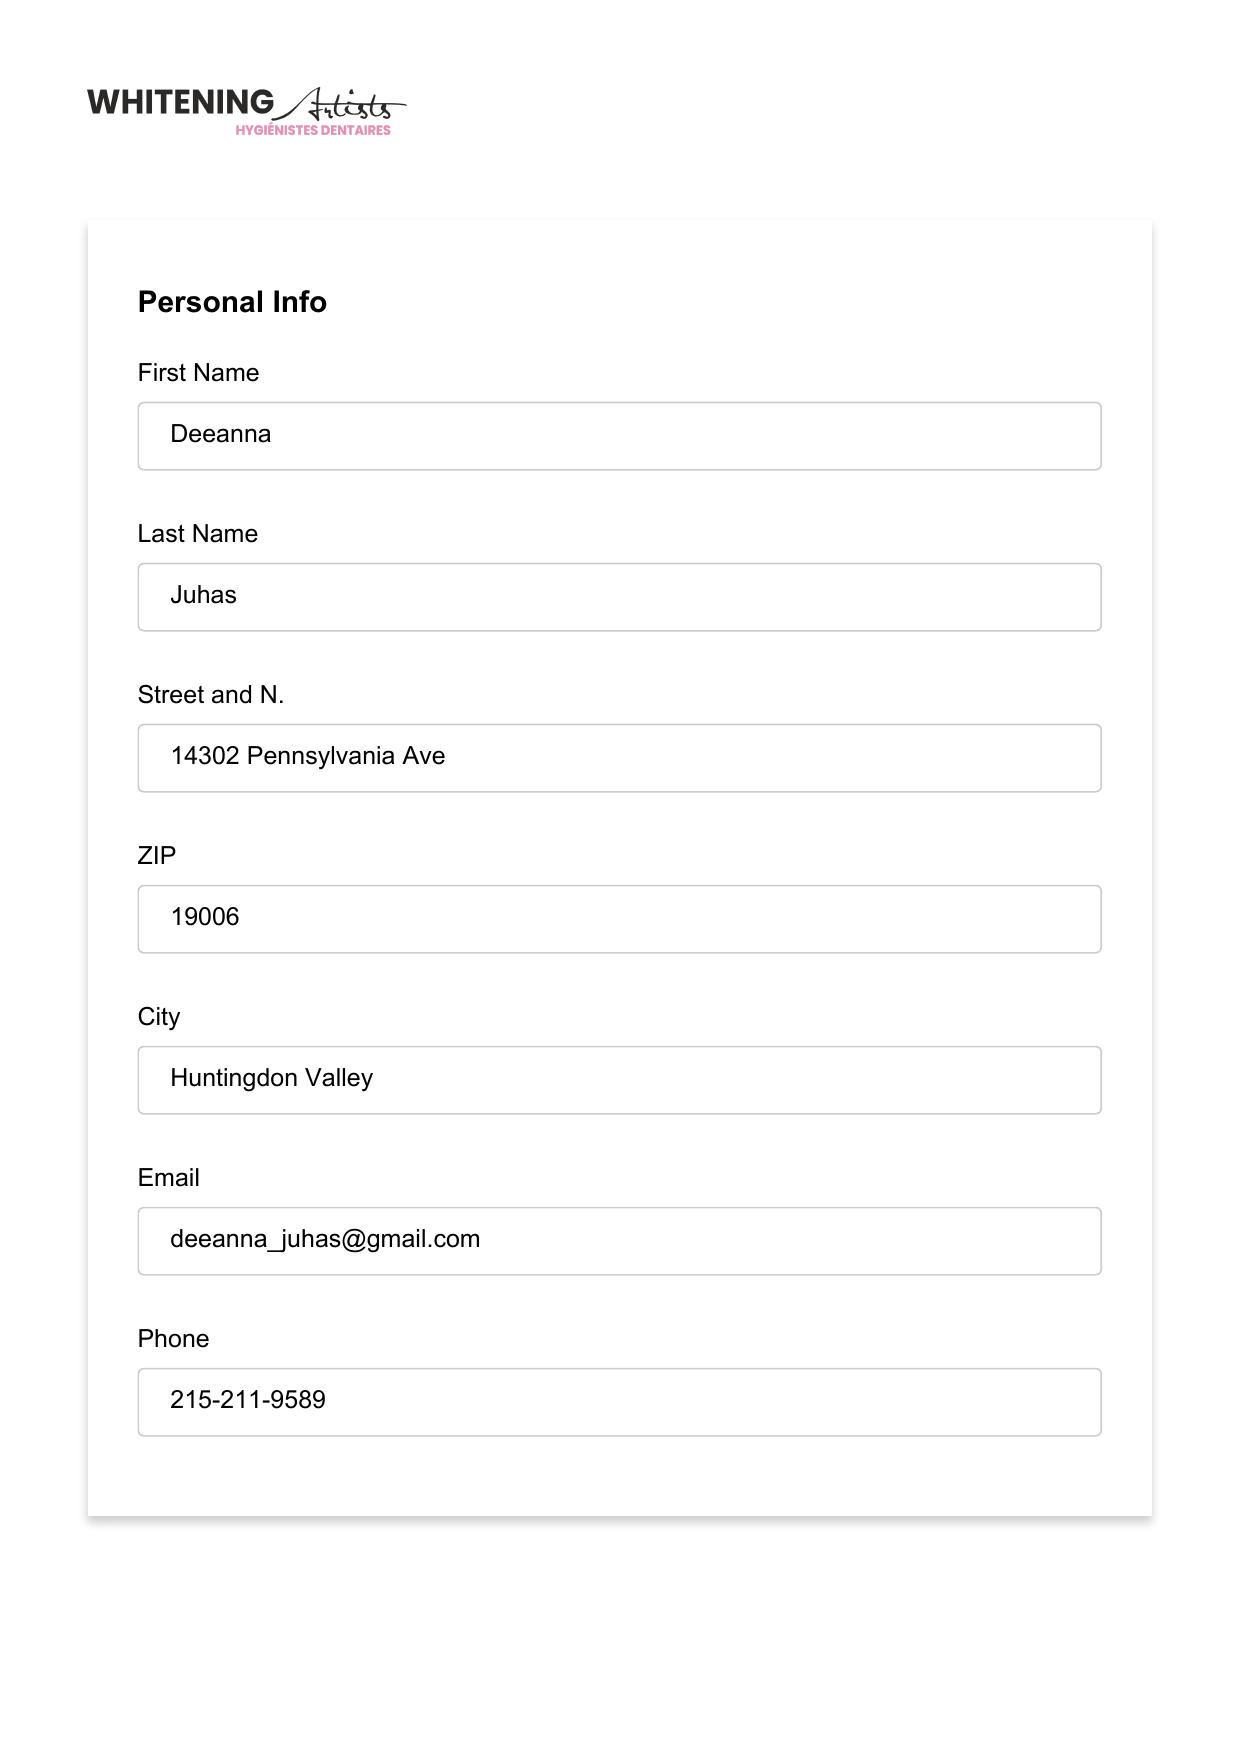 WHITENING Artists
HYGIÉNISTES DENTAIRES
Personal Info
First Name
Deeanna
Last Name
Juhas
Street and N.
14302 Pennsylvania Ave
ZIP
19006
City
Huntingdon Valley
Email
deeanna_juhas@gmail.com
Phone
215-211-9589